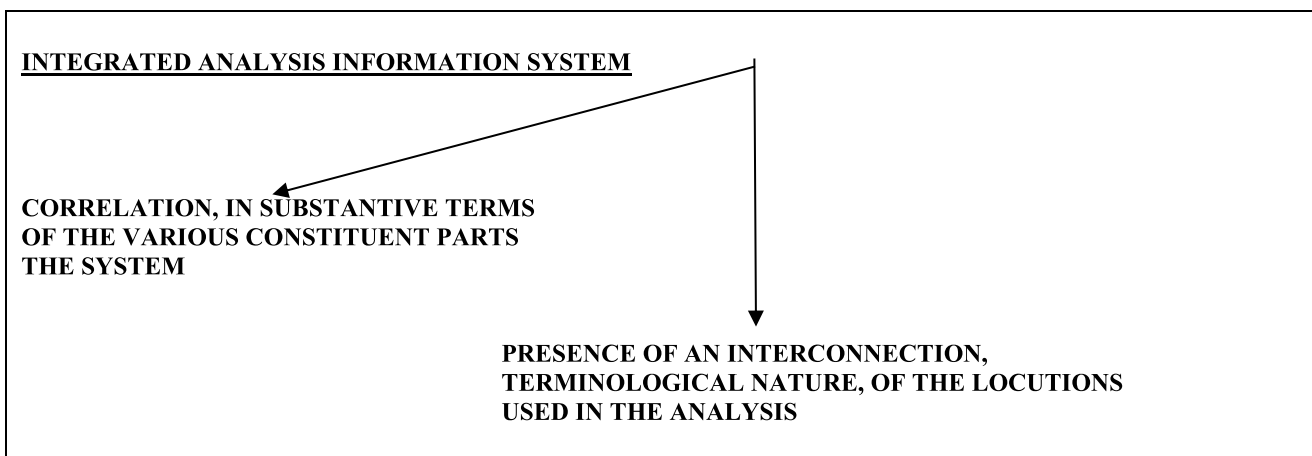 INTEGRATED ANALYSIS INFORMATION SYSTEM
CORRELATION, IN SUBSTANTIVE TERMS
OF THE VARIOUS CONSTITUENT PARTS
THE SYSTEM
PRESENCE OF AN INTERCONNECTION,
TERMINOLOGICAL NATURE, OF THE LOCUTIONS
USED IN THE ANALYSIS